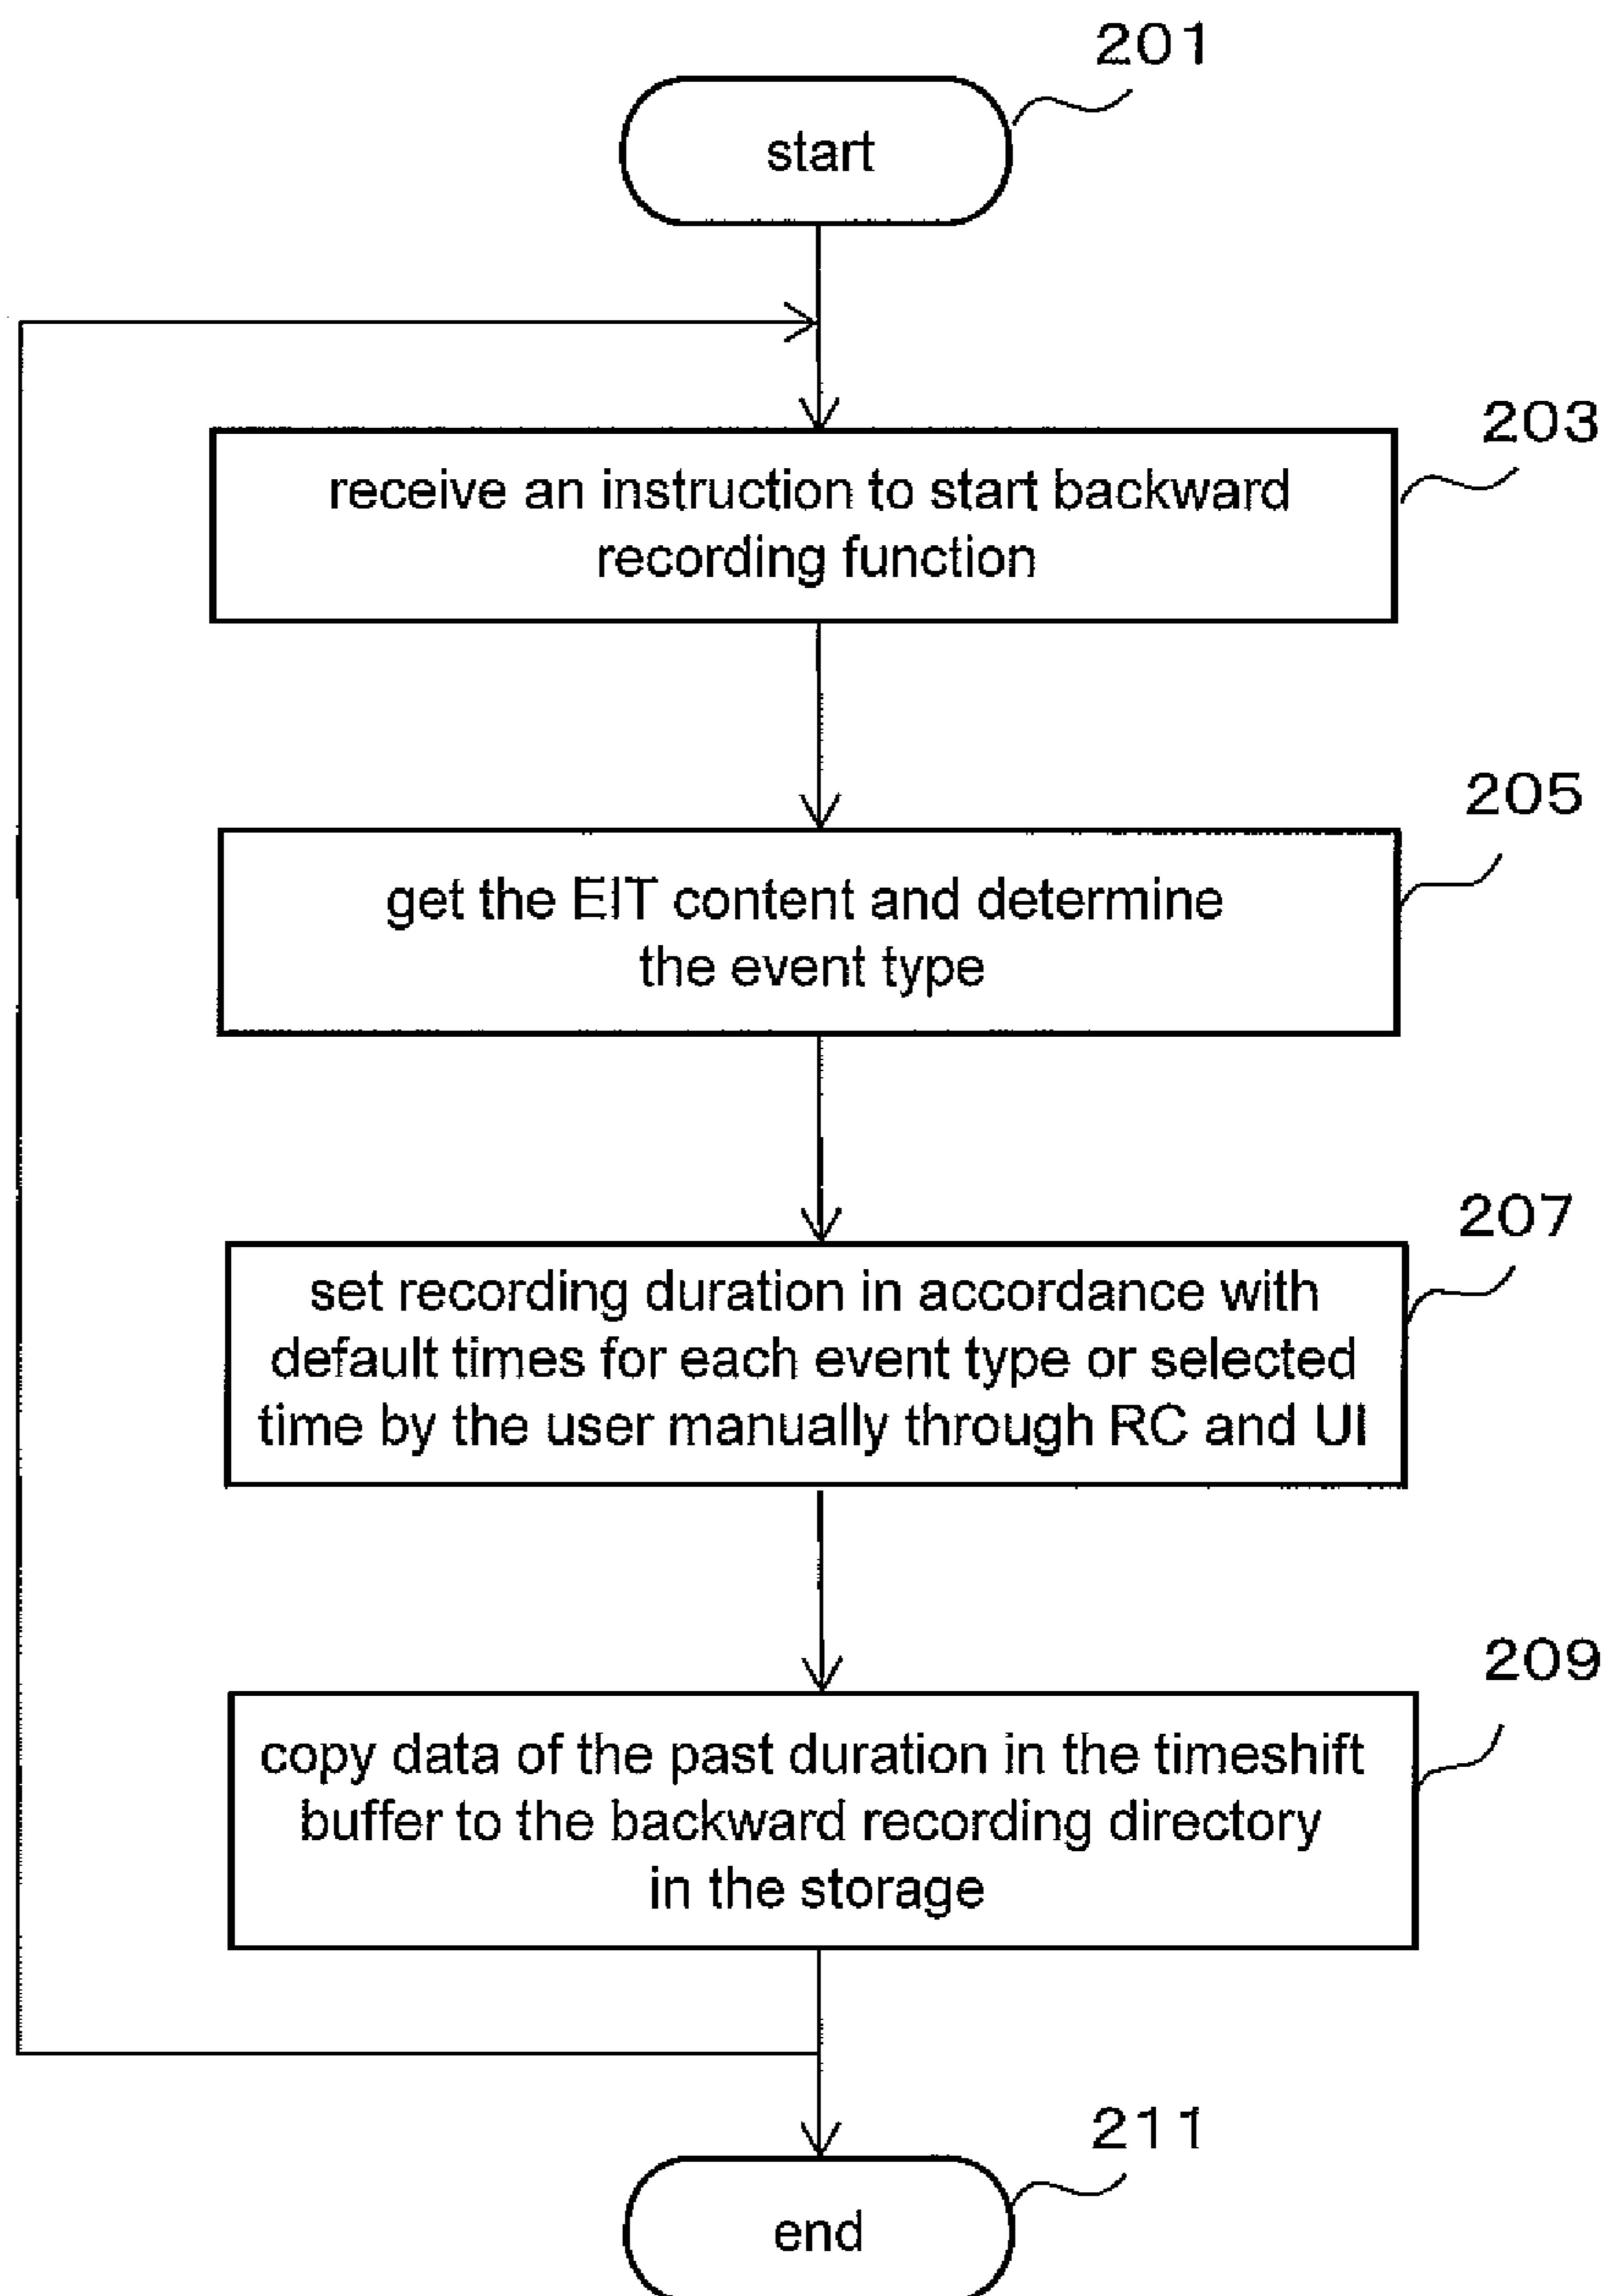 201
start
203
receive an instruction to start backward
recording function
205
get the EIT content and determine
the event type
207
set recording duration in accordance with
default times for each event type or selected
time by the user manually through RC and UI
209
copy data of the past duration in the timeshift
buffer to the backward recording directory
in the storage
211
end